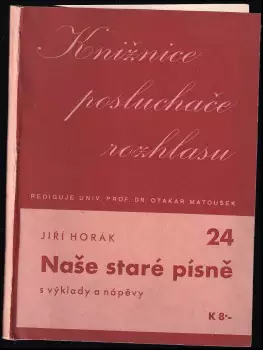 Knižnice
posluchače
rozhlasu
REDIGUJE UNIV. PROF. DR. OTAKAR MATOUŠEK
JIŘÍ HORÁK 24
Naše staré písně
s výklady a nápěvy
K 8·-